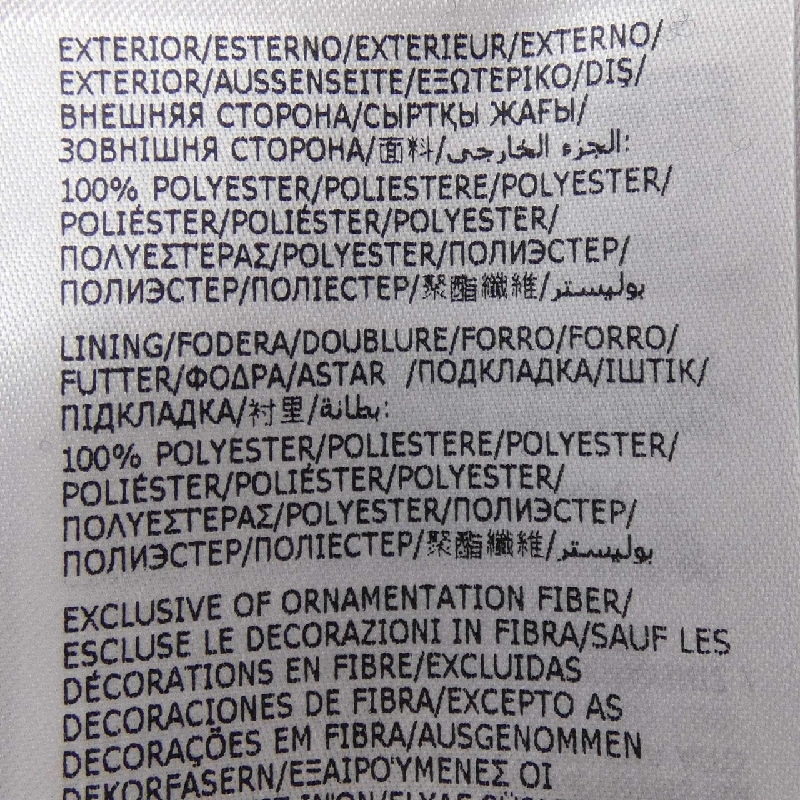 EXTERIOR/ESTERNO/EXTERIEUR/EXTERNO/
EXTERIOR/AUSSENSEITE/ΕΞΩΤΕΡΙΚΟ/DIŞ/
ВНЕШНЯЯ СТОРОНА/СЫРТҚЫ ЖАҒЫ/
ЗОВНІШНЯ СТОРОНА/面料/الجزء الخارجي:
100% POLYESTER/POLIESTERE/POLYESTER/
POLIÉSTER/POLIÉSTER/POLYESTER/
ΠΟΛΥΕΣΤΕΡΑΣ/POLYESTER/ПОЛИЭСТЕР/
ПОЛИЭСТЕР/ПОЛІЕСТЕР/聚酯纖維/بوليستر
LINING/FODERA/DOUBLURE/FORRO/FORRO/
FUTTER/ΦΟΔΡΑ/ASTAR /ПОДКЛАДКА/ІШТІК/
ПІДКЛАДКА/衬里/بطانة:
100% POLYESTER/POLIESTERE/POLYESTER/
POLIÉSTER/POLIÉSTER/POLYESTER/
ΠΟΛΥΕΣΤΕΡΑΣ/POLYESTER/ПОЛИЭСТЕР/
ПОЛИЭСТЕР/ПОЛІЕСТЕР/聚酯纖維/بوليستر
EXCLUSIVE OF ORNAMENTATION FIBER/
ESCLUSE LE DECORAZIONI IN FIBRA/SAUF LES
DÉCORATIONS EN FIBRE/EXCLUIDAS
DECORACIONES DE FIBRA/EXCEPTO AS
DECORAÇÕES EM FIBRA/AUSGENOMMEN
DEKORFASERN/ΕΞΑΙΡΟΎΜΕΝΕΣ ΟΙ